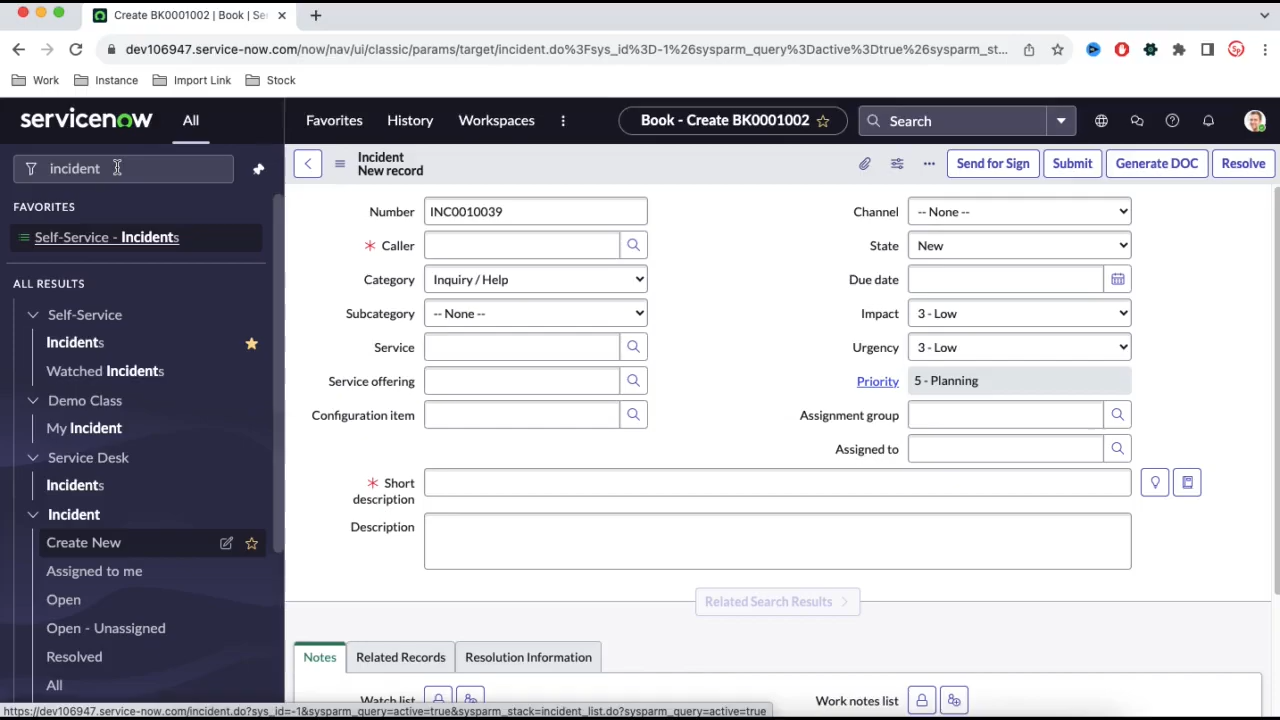 Create BK0001002 | Book | Se
dev106947.service-now.com/now/nav/ui/classic/params/target/incident.do%3Fsys_id%3D-1%26sysparm_query%3Dactive%3Dtrue%26sysparm_st...
Work Instance Import Link Stock
servicenow All Favorites History Workspaces Book - Create BK0001002 Search
incident
FAVORITES
Self-Service - Incidents
ALL RESULTS
Self-Service
Incidents
Watched Incidents
Demo Class
My Incident
Service Desk
Incidents
Incident
Create New
Assigned to me
Open
Open - Unassigned
Resolved
All
Incident
New record
Send for Sign Submit Generate DOC Resolve
Number INC0010039
Caller
Category Inquiry / Help
Subcategory -- None --
Service
Service offering
Configuration item
Channel -- None --
State New
Due date
Impact 3 - Low
Urgency 3 - Low
Priority 5 - Planning
Assignment group
Assigned to
Short
description
Description
Related Search Results
Notes Related Records Resolution Information
Watch list Work notes list
https://dev106947.service-now.com/incident.do?sys_id=-1&sysparm_query=active=true&sysparm_stack=incident_list.do?sysparm_query=active=true